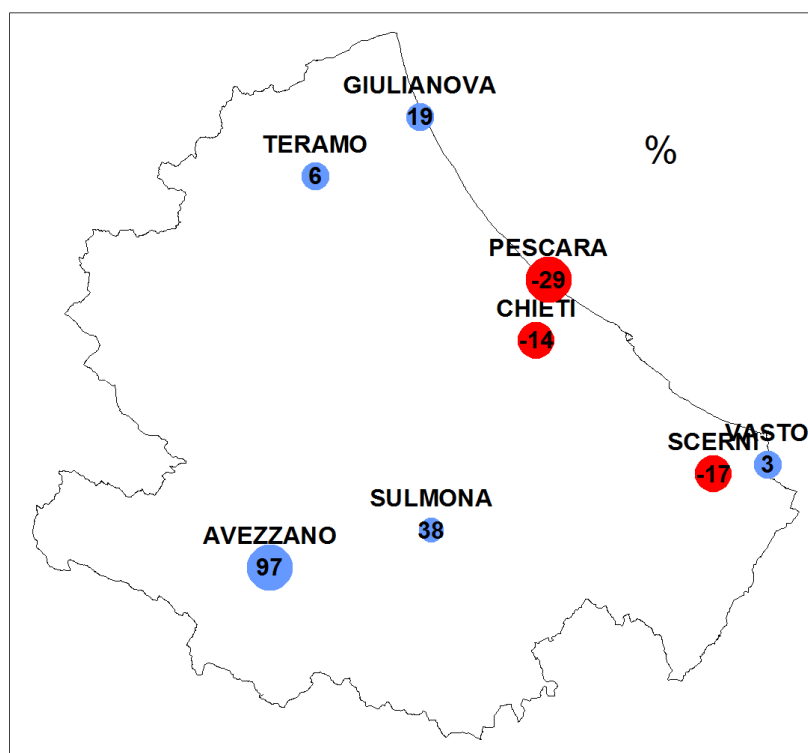 GIULIANOVA
19
TERAMO
6
%
PESCARA
-29
CHIETI
-14
VASTO
SCERNI
3
-17
SULMONA
38
AVEZZANO
97